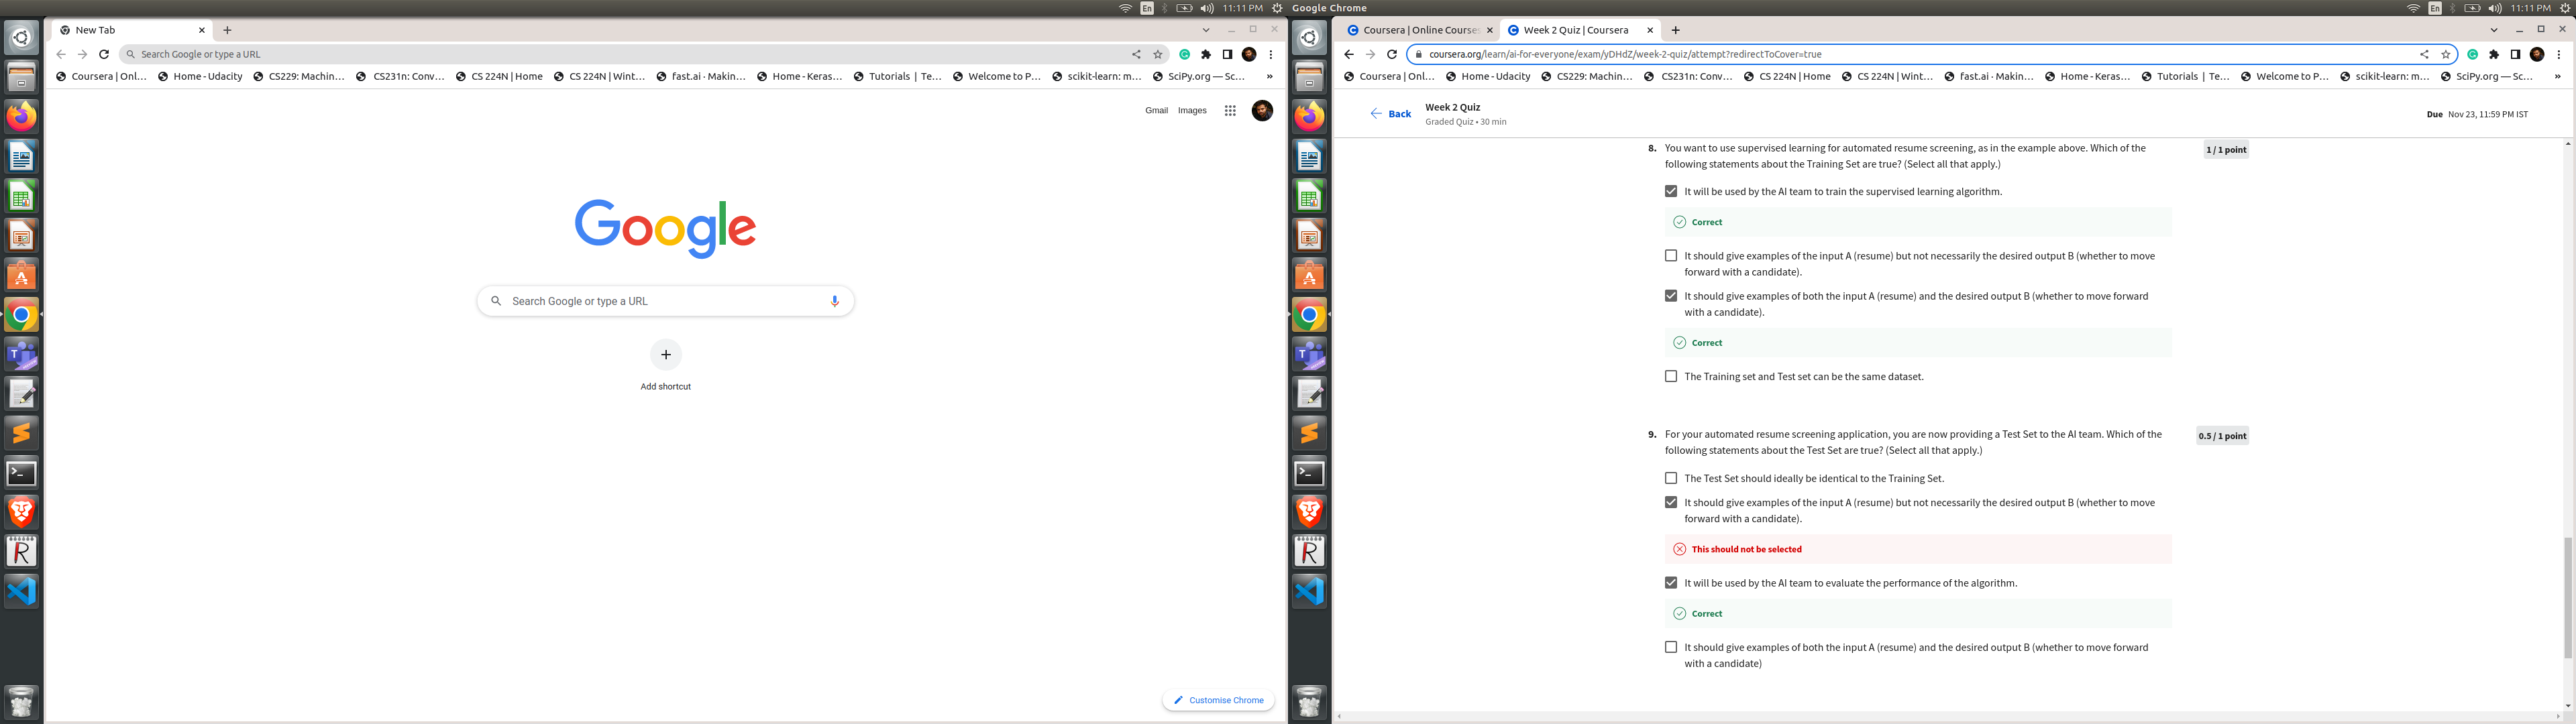 En
11:11 PM
Google Chrome
En
11:11 PM
New Tab
Search Google or type a URL
Coursera | Onl...
Home - Udacity
CS229: Machin...
CS231n: Conv...
CS 224N | Home
CS 224N | Wint...
fast.ai · Makin...
Home - Keras...
Tutorials | Te...
Welcome to P...
scikit-learn: m...
SciPy.org — Sc...
»
Gmail
Images
Google
Search Google or type a URL
Add shortcut
Customise Chrome
Coursera | Online Course
Week 2 Quiz | Coursera
coursera.org/learn/ai-for-everyone/exam/yDHdZ/week-2-quiz/attempt?redirectToCover=true
Coursera | Onl...
Home - Udacity
CS229: Machin...
CS231n: Conv...
CS 224N | Home
CS 224N | Wint...
fast.ai · Makin...
Home - Keras...
Tutorials | Te...
Welcome to P...
scikit-learn: m...
SciPy.org — Sc...
»
Back
Week 2 Quiz
Graded Quiz • 30 min
Due Nov 23, 11:59 PM IST
8. You want to use supervised learning for automated resume screening, as in the example above. Which of the
following statements about the Training Set are true? (Select all that apply.)
1 / 1 point
It will be used by the AI team to train the supervised learning algorithm.
Correct
It should give examples of the input A (resume) but not necessarily the desired output B (whether to move
forward with a candidate).
It should give examples of both the input A (resume) and the desired output B (whether to move forward
with a candidate).
Correct
The Training set and Test set can be the same dataset.
9. For your automated resume screening application, you are now providing a Test Set to the AI team. Which of the
following statements about the Test Set are true? (Select all that apply.)
0.5 / 1 point
The Test Set should ideally be identical to the Training Set.
It should give examples of the input A (resume) but not necessarily the desired output B (whether to move
forward with a candidate).
This should not be selected
It will be used by the AI team to evaluate the performance of the algorithm.
Correct
It should give examples of both the input A (resume) and the desired output B (whether to move forward
with a candidate)